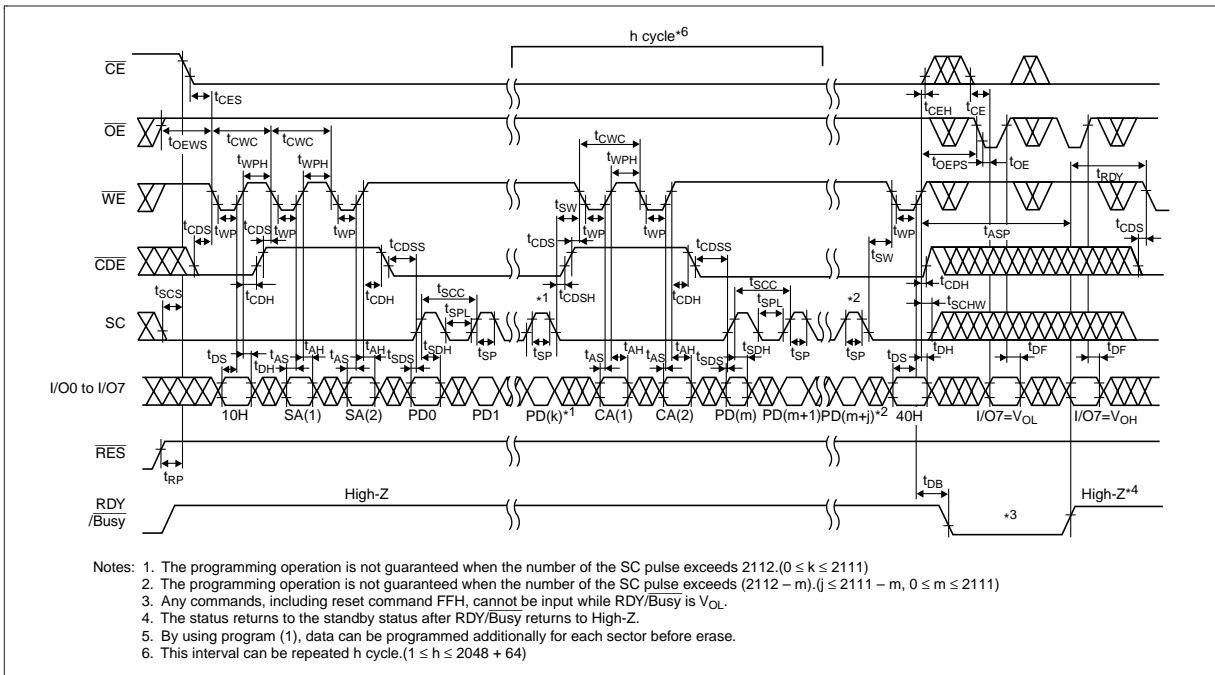 h cycle*6
CE
tCES
tCEH
tCE
OE
tOEWS
tCWC
tCWC
tCWC
tOEPS
tOE
tWPH
tWPH
tWPH
tRDY
WE
tCDS
tWP
tCDS
tWP
tWP
tSW
tCDS
tWP
tWP
tSW
tWP
tASP
tCDS
CDE
tCDSS
tCDSS
tSCS
tCDH
tCDH
tCDSH
tCDH
tCDH
tSCC
tSPL
*1
tSCC
tSPL
*2
tSCHW
SC
tDS
tDH
tAS
tAH
tAS
tAH
tSDS
tSDH
tSP
tSP
tAS
tAH
tAS
tAH
tSDS
tSDH
tSP
tSP
tDS
tDH
tDF
tDF
I/O0 to I/O7
10H
SA(1)
SA(2)
PD0
PD1
PD(k)*1
CA(1)
CA(2)
PD(m)
PD(m+1)
PD(m+j)*2
40H
I/O7=VOL
I/O7=VOH
RES
tRP
tDB
RDY
/Busy
High-Z
*3
High-Z*4
Notes: 1. The programming operation is not guaranteed when the number of the SC pulse exceeds 2112.(0 ≤ k ≤ 2111)
2. The programming operation is not guaranteed when the number of the SC pulse exceeds (2112 – m).(j ≤ 2111 – m, 0 ≤ m ≤ 2111)
3. Any commands, including reset command FFH, cannot be input while RDY/Busy is VOL.
4. The status returns to the standby status after RDY/Busy returns to High-Z.
5. By using program (1), data can be programmed additionally for each sector before erase.
6. This interval can be repeated h cycle.(1 ≤ h ≤ 2048 + 64)